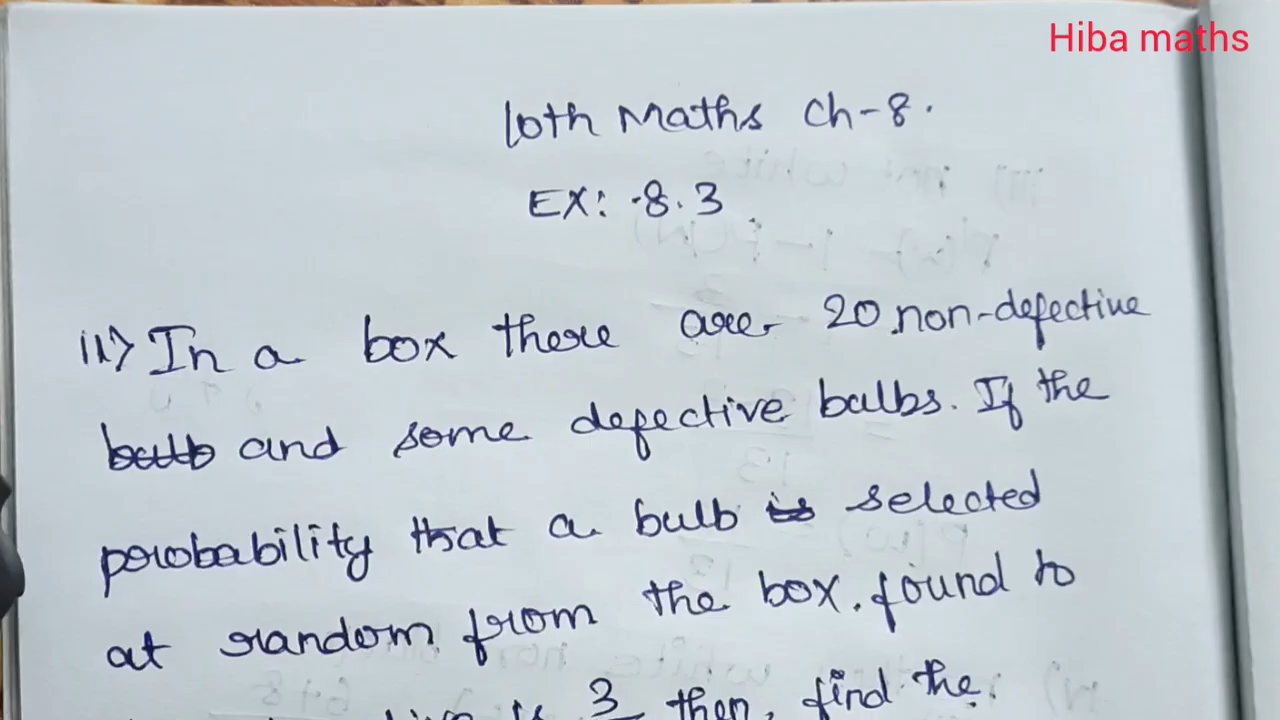 Hiba maths
10th Maths Ch-8.
EX: 8.3
11) In a box there are 20 non-defective
and some defective bulbs. If the
probability that a bulb selected
at random from the box found to
is 3 then, find the